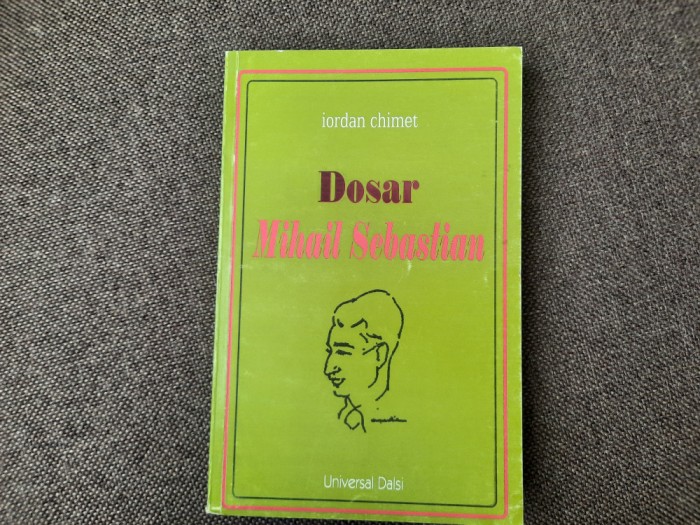 iordan chimet
Dosar
Mihail Sebastian
Universal Dalsi